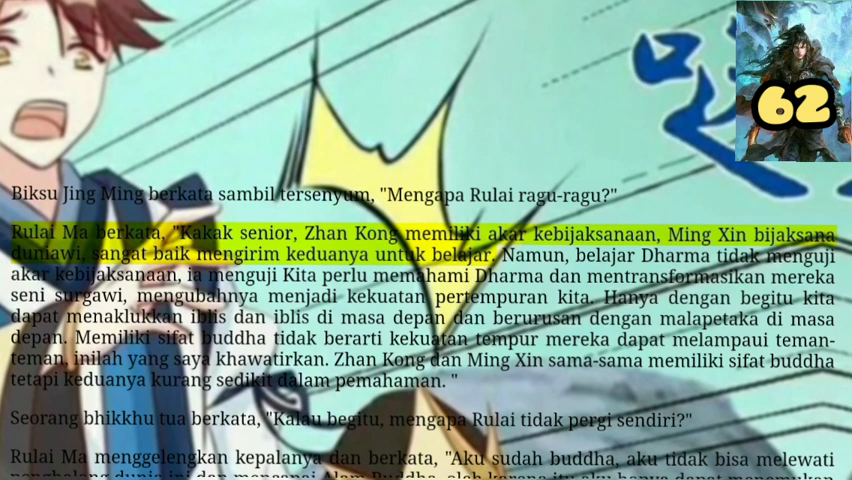 62
Biksu Jing Ming berkata sambil tersenyum, "Mengapa Rulai ragu-ragu?"
Rulai Ma berkata, "Kakak senior, Zhan Kong memiliki akar kebijaksanaan, Ming Xin bijaksana
duniawi, sangat baik mengirim keduanya untuk belajar. Namun, belajar Dharma tidak menguji
akar kebijaksanaan, ia menguji Kita perlu memahami Dharma dan mentransformasikan mereka
seni surgawi, mengubahnya menjadi kekuatan pertempuran kita. Hanya dengan begitu kita
dapat menaklukkan iblis dan iblis di masa depan dan berurusan dengan malapetaka di masa
depan. Memiliki sifat buddha tidak berarti kekuatan tempur mereka dapat melampaui teman-
teman, inilah yang saya khawatirkan. Zhan Kong dan Ming Xin sama-sama memiliki sifat buddha
tetapi keduanya kurang sedikit dalam pemahaman. "
Seorang bhikkhu tua berkata, "Kalau begitu, mengapa Rulai tidak pergi sendiri?"
Rulai Ma menggelengkan kepalanya dan berkata, "Aku sudah buddha, aku tidak bisa melewati